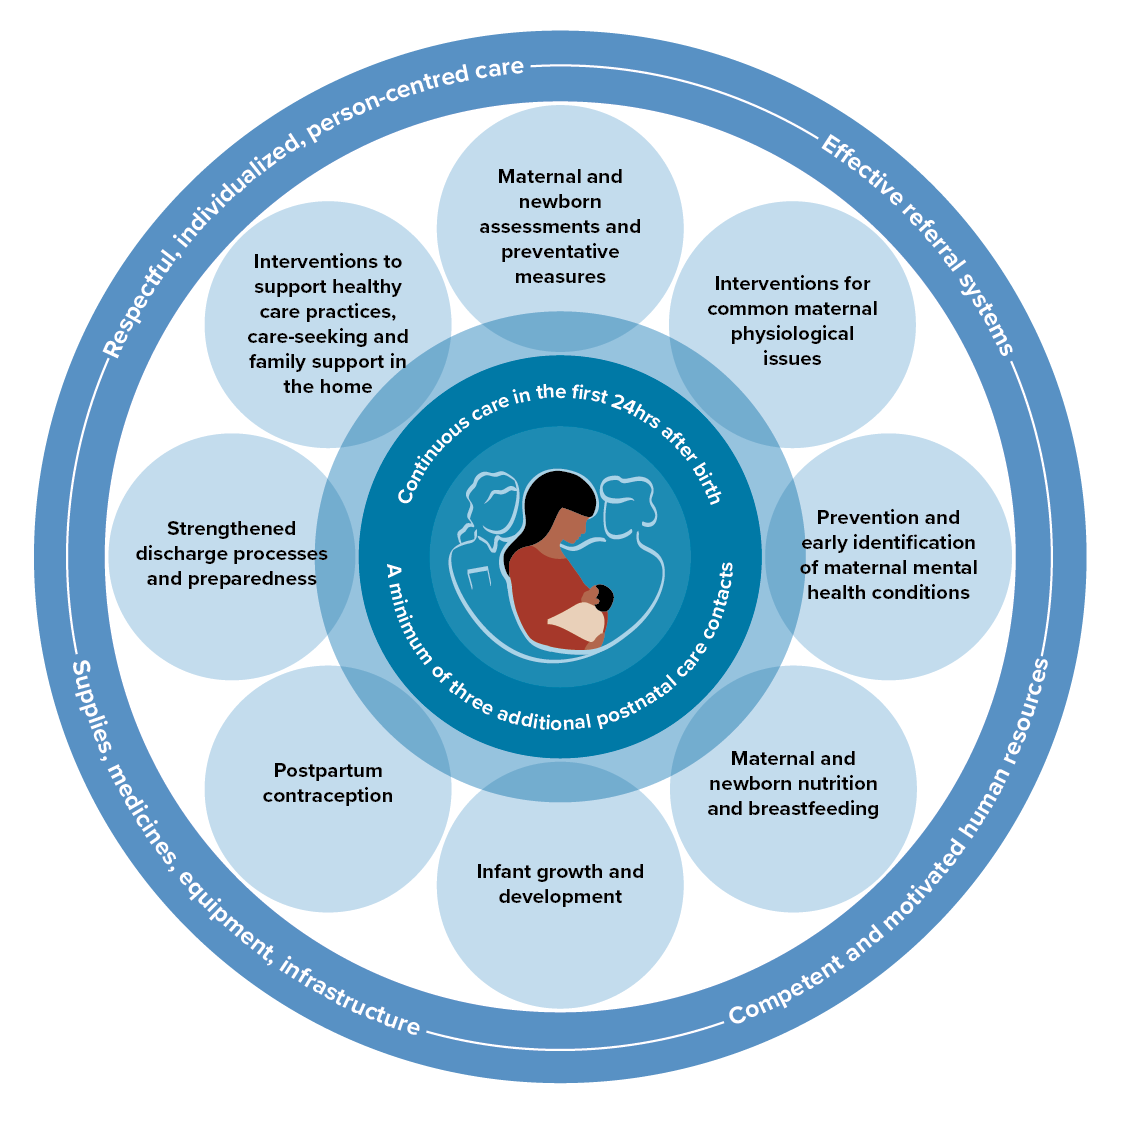 Respectful, individualized, person-centred care
Effective referral systems
Competent and motivated human resources
Supplies, medicines, equipment, infrastructure
Maternal and
newborn
assessments and
preventative
measures
Interventions for
common maternal
physiological
issues
Prevention and
early identification
of maternal mental
health conditions
Maternal and
newborn nutrition
and breastfeeding
Infant growth and
development
Postpartum
contraception
Strengthened
discharge processes
and preparedness
Interventions to
support healthy
care practices,
care-seeking and
family support in
the home
Continuous care in the first 24hrs after birth
A minimum of three additional postnatal care contacts